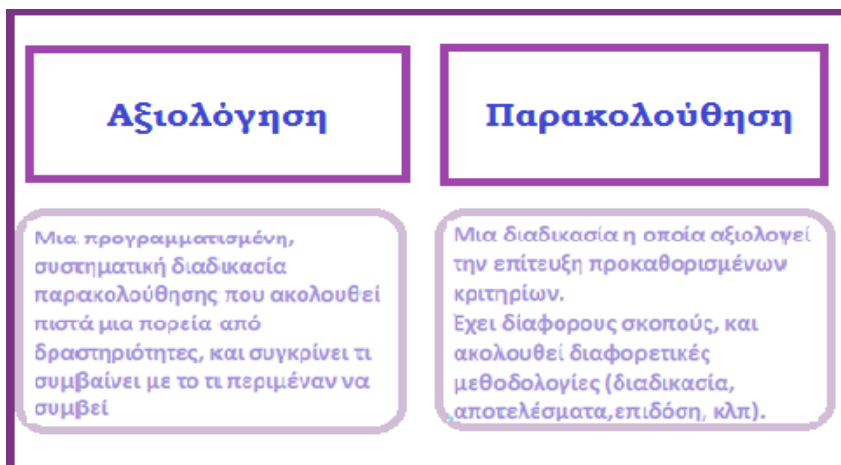 Αξιολόγηση
Παρακολούθηση
Μια προγραμματισμένη,
συστηματική διαδικασία
παρακολούθησης που ακολουθεί
πιστά μια πορεία από
δραστηριότητες, και συγκρίνει τι
συμβαίνει με το τι περιμέναν να
συμβεί
Μια διαδικασία η οποία αξιολογεί
την επίτευξη προκαθορισμένων
κριτηρίων.
Έχει δίαφορους σκοπούς, και
ακολουθεί διαφορετικές
μεθοδολογίες (διαδικασία,
αποτελέσματα,επιδόση, κλπ).